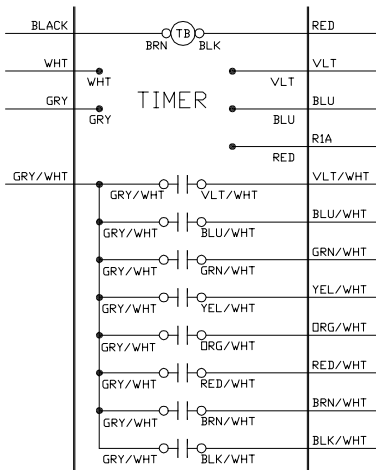 BLACK TB RED
BRN BLK
WHT VLT
WHT VLT
GRY TIMER BLU
GRY BLU
R1A
RED
GRY/WHT VLT/WHT
GRY/WHT VLT/WHT
BLU/WHT
GRY/WHT BLU/WHT
GRN/WHT
GRY/WHT GRN/WHT
YEL/WHT
GRY/WHT YEL/WHT
ORG/WHT
GRY/WHT ORG/WHT
RED/WHT
GRY/WHT RED/WHT
BRN/WHT
GRY/WHT BRN/WHT
BLK/WHT
GRY/WHT BLK/WHT